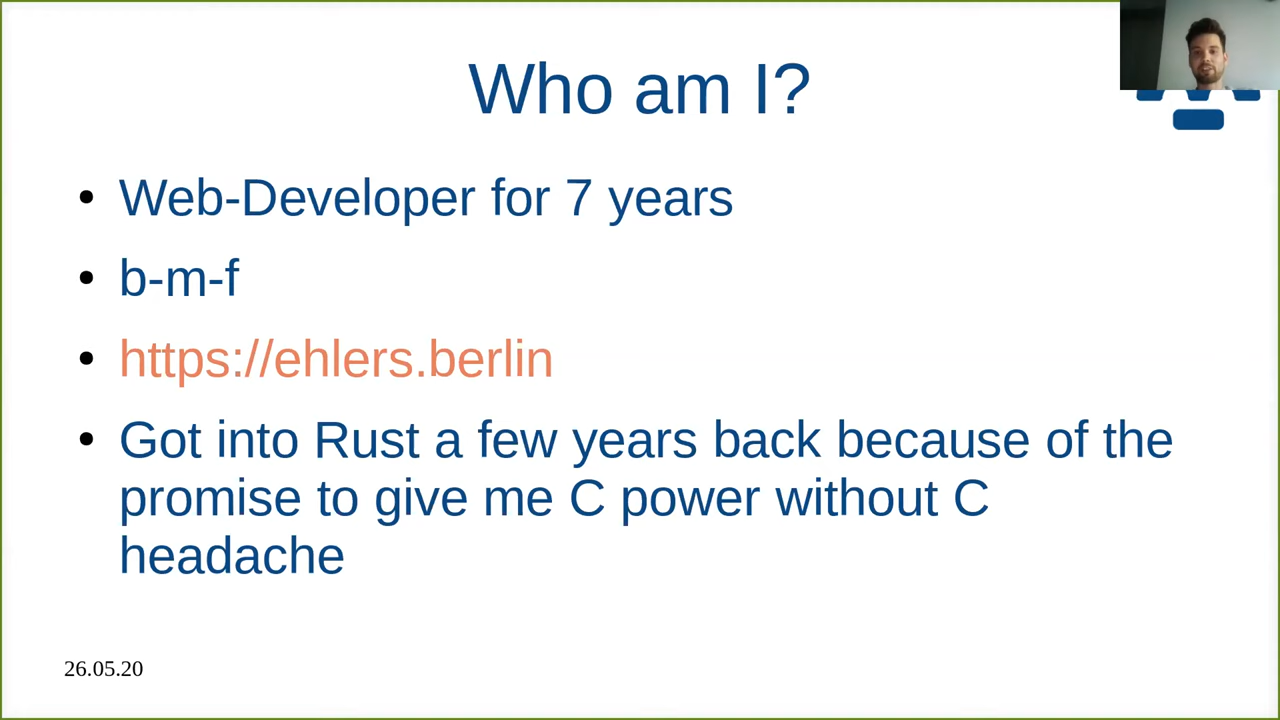 Who am I?
Web-Developer for 7 years
b-m-f
https://ehlers.berlin
Got into Rust a few years back because of the
promise to give me C power without C
headache
26.05.20